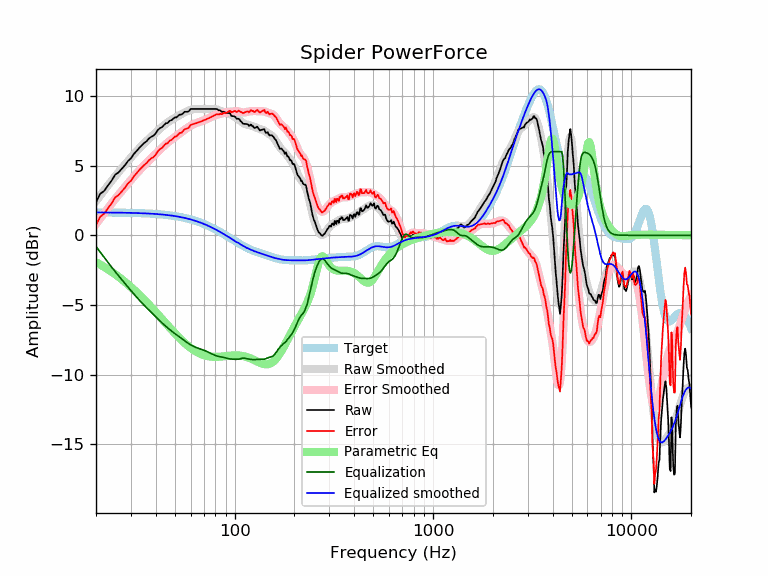 Spider PowerForce
Amplitude (dBr)
10
5
0
−5
−10
−15
Target
Raw Smoothed
Error Smoothed
Raw
Error
Parametric Eq
Equalization
Equalized smoothed
100
1000
10000
Frequency (Hz)